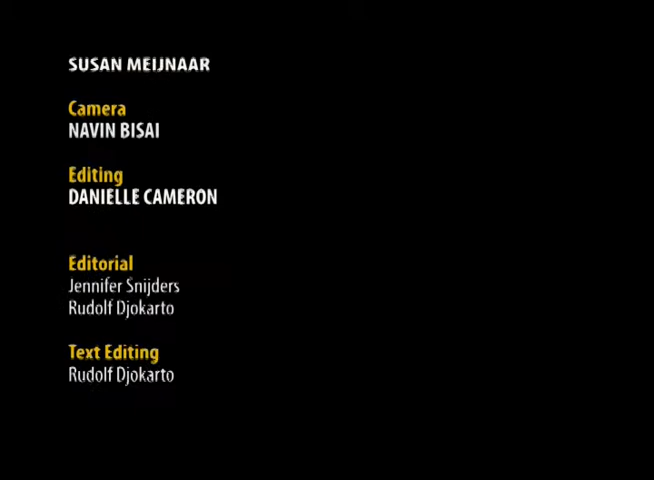 SUSAN MEIJNAAR
Camera
NAVIN BISAI
Editing
DANIELLE CAMERON
Editorial
Jennifer Snijders
Rudolf Djokarto
Text Editing
Rudolf Djokarto